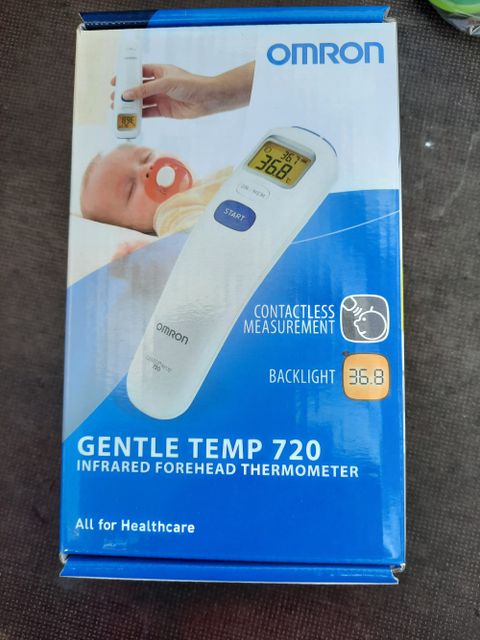 OMRON
36.7
36.8°C
ON / MEM
START
OMRON
CONTACTLESS
MEASUREMENT
BACKLIGHT
36.8
GENTLE TEMP 720
INFRARED FOREHEAD THERMOMETER
All for Healthcare